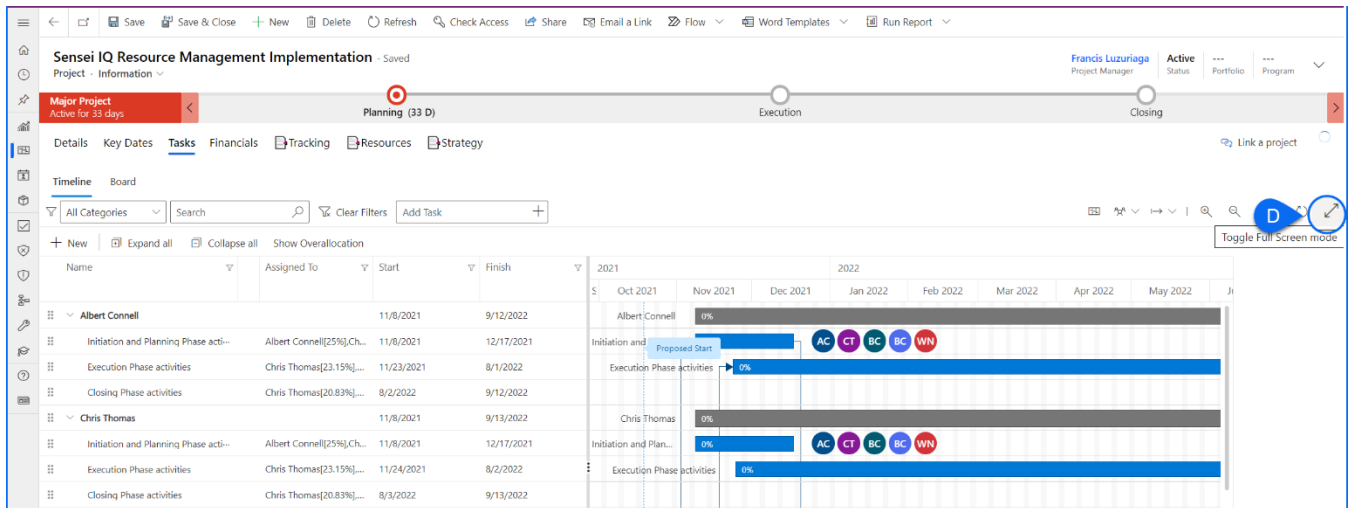 Save Save & Close New Delete Refresh Check Access Share Email a Link Flow Word Templates Run Report
Sensei IQ Resource Management Implementation - Saved
Project · Information
Francis Luzuriaga Active --- ---
Project Manager Status Portfolio Program
Major Project
Active for 33 days
Planning (33 D) Execution Closing
Details Key Dates Tasks Financials Tracking Resources Strategy Link a project
Timeline Board
All Categories Search Clear Filters Add Task D
+ New Expand all Collapse all Show Overallocation Toggle Full Screen mode
Name Assigned To Start Finish 2021 2022
S Oct 2021 Nov 2021 Dec 2021 Jan 2022 Feb 2022 Mar 2022 Apr 2022 May 2022
Albert Connell 11/8/2021 9/12/2022 Albert Connell 0%
Initiation and Planning Phase acti··· Albert Connell[25%],Ch... 11/8/2021 12/17/2021 Initiation and Proposed Start AC CT BC BC WN
Execution Phase activities Chris Thomas[23.15%],... 11/23/2021 8/1/2022 Execution Phase activities 0%
Closing Phase activities Chris Thomas[20.83%],... 8/2/2022 9/12/2022
Chris Thomas 11/8/2021 9/13/2022 Chris Thomas 0%
Initiation and Planning Phase acti··· Albert Connell[25%],Ch... 11/8/2021 12/17/2021 Initiation and Plan... 0% AC CT BC BC WN
Execution Phase activities Chris Thomas[23.15%],... 11/24/2021 8/2/2022 Execution Phase activities 0%
Closing Phase activities Chris Thomas[20.83%],... 8/3/2022 9/13/2022